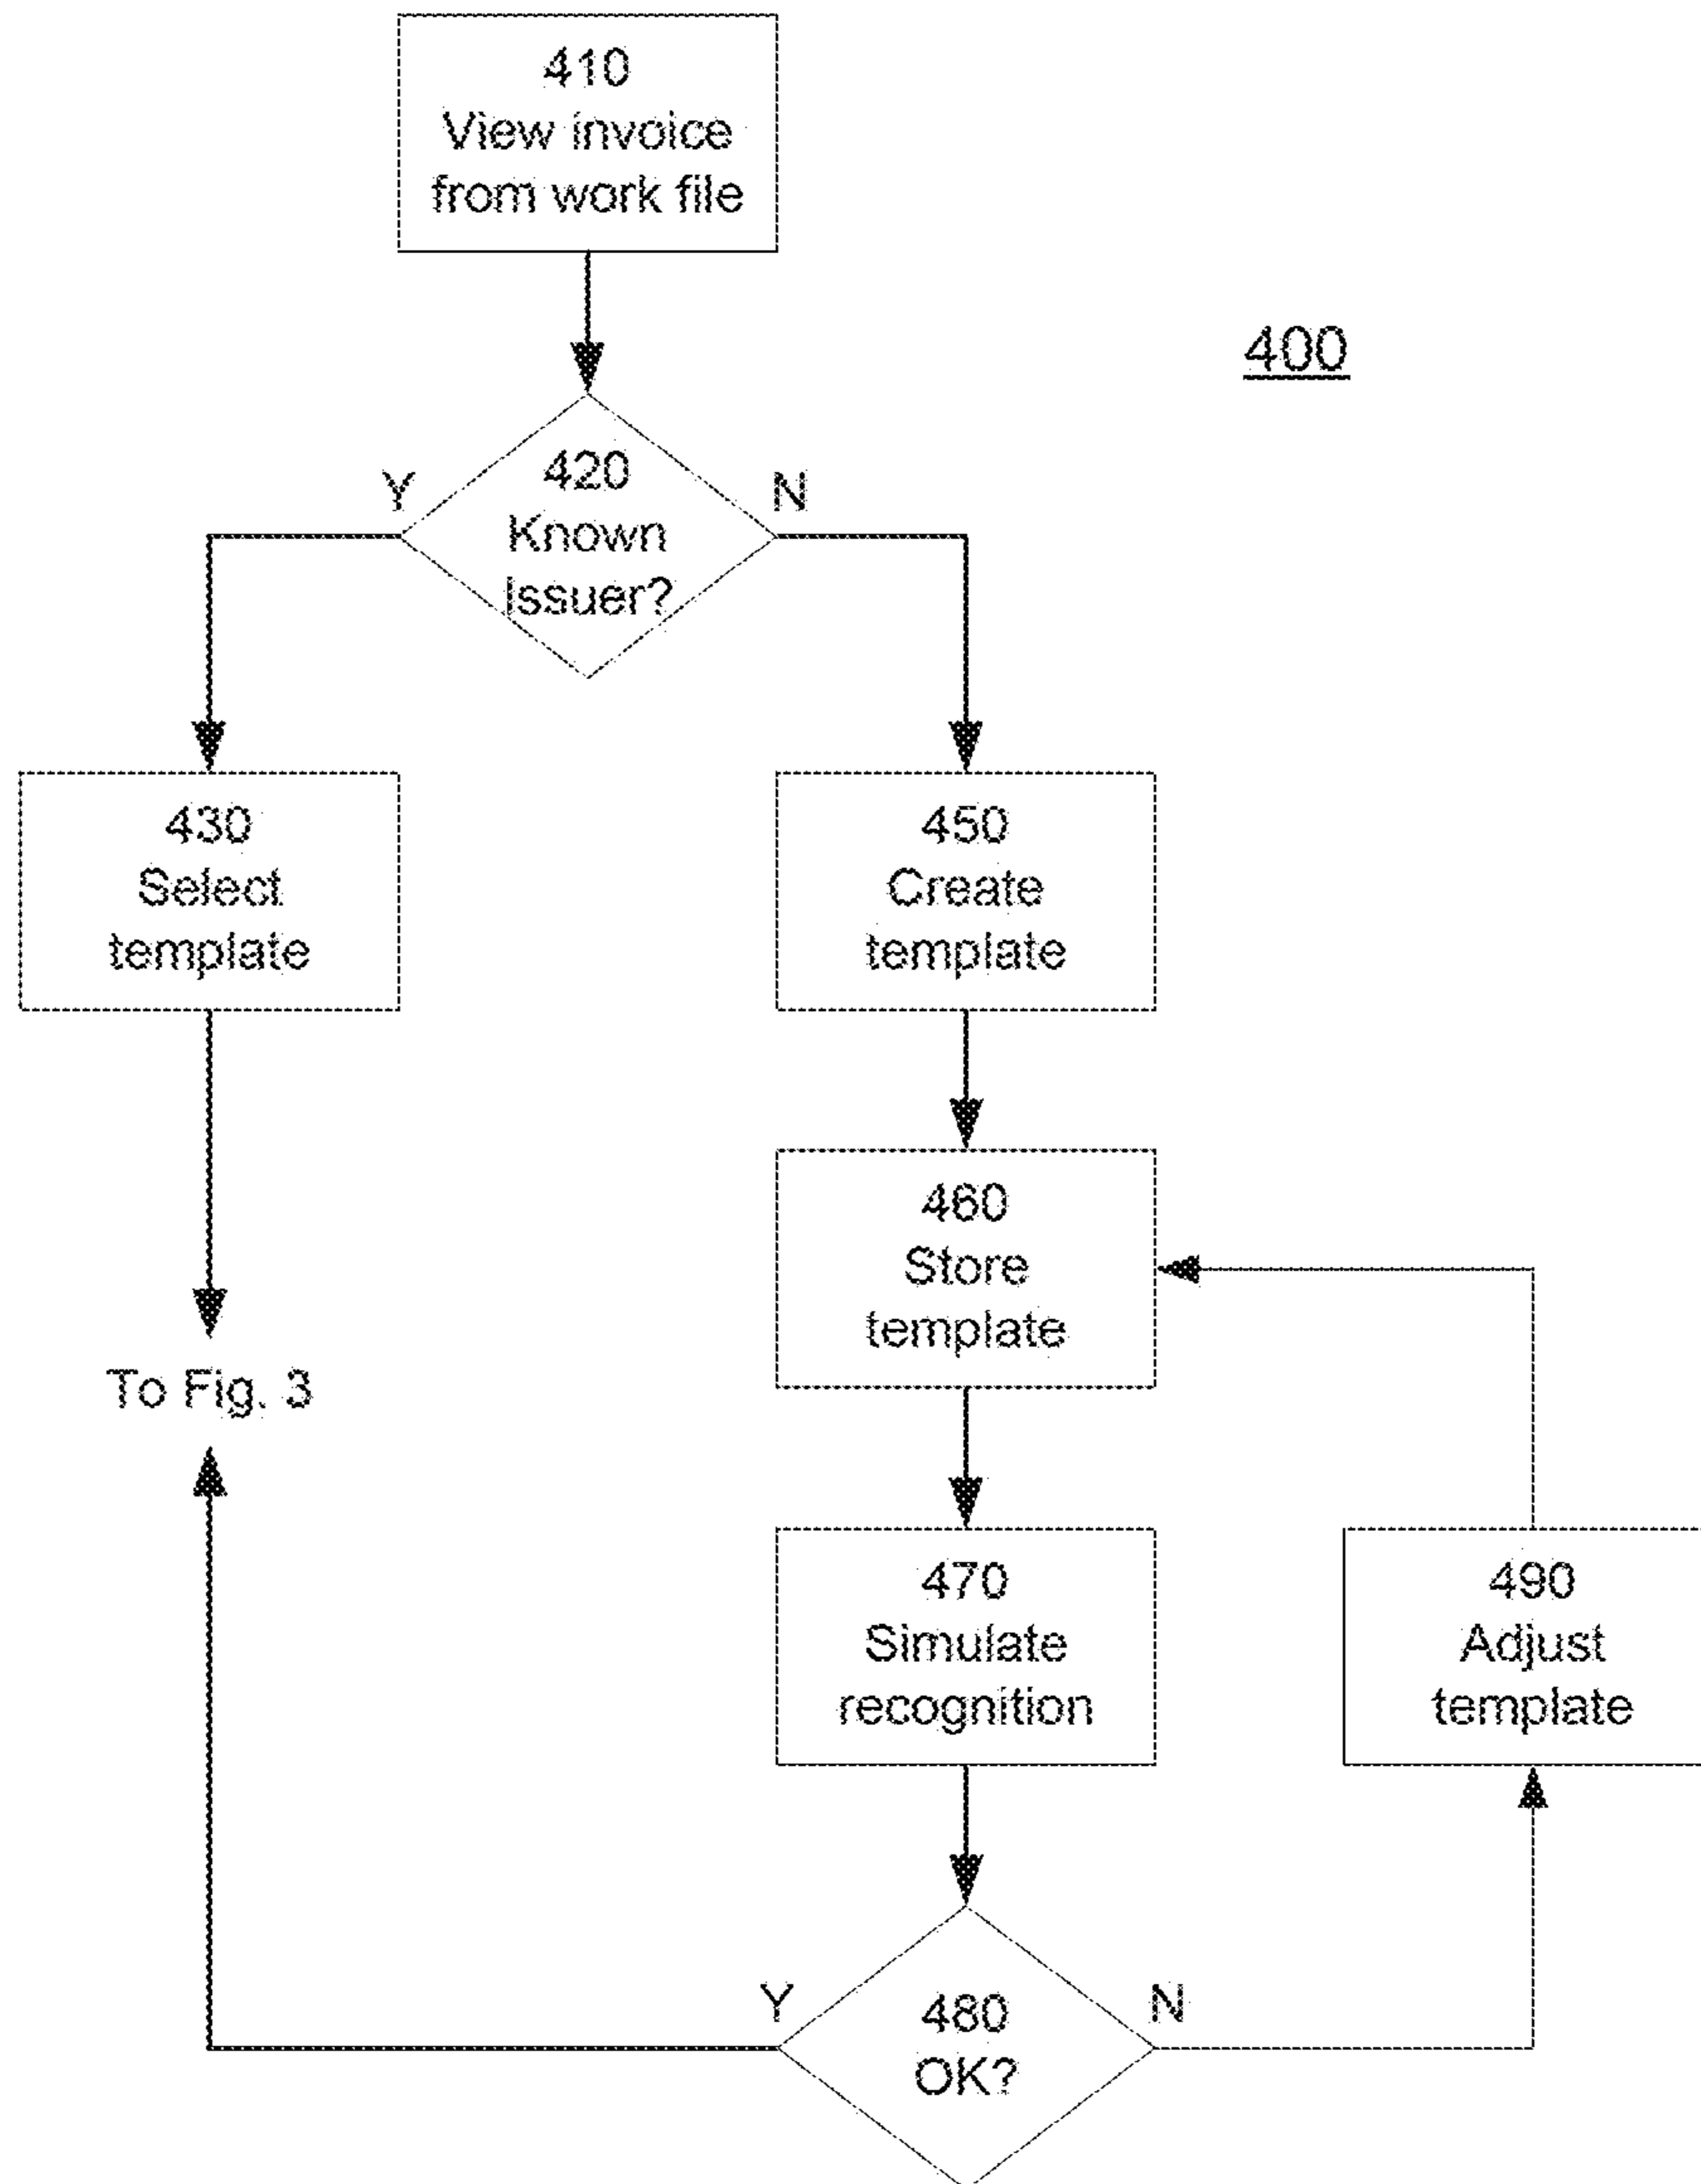 410
View invoice
from work file
400
420
Known
Issuer?
Y
N
430
Select
template
450
Create
template
460
Store
template
To Fig. 3
470
Simulate
recognition
490
Adjust
template
480
OK?
Y
N